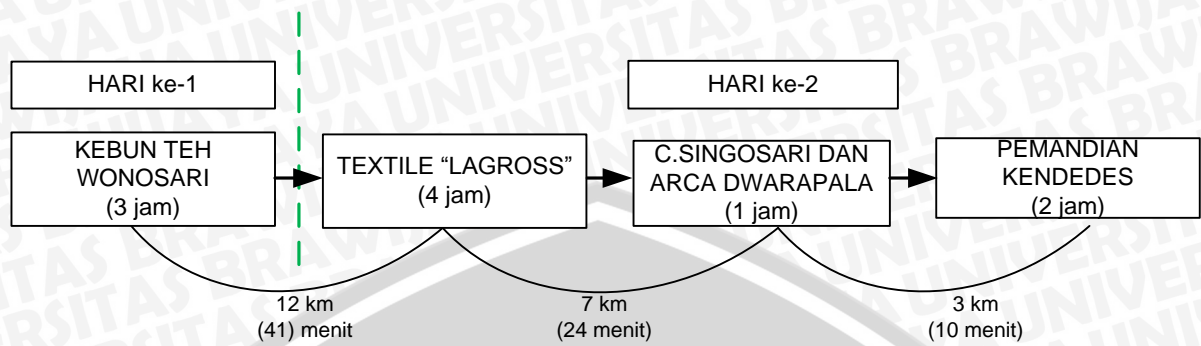 HARI ke-1
HARI ke-2
KEBUN TEH
WONOSARI
(3 jam)
TEXTILE “LAGROSS”
(4 jam)
C.SINGOSARI DAN
ARCA DWARAPALA
(1 jam)
PEMANDIAN
KENDEDES
(2 jam)
12 km
(41) menit
7 km
(24 menit)
3 km
(10 menit)